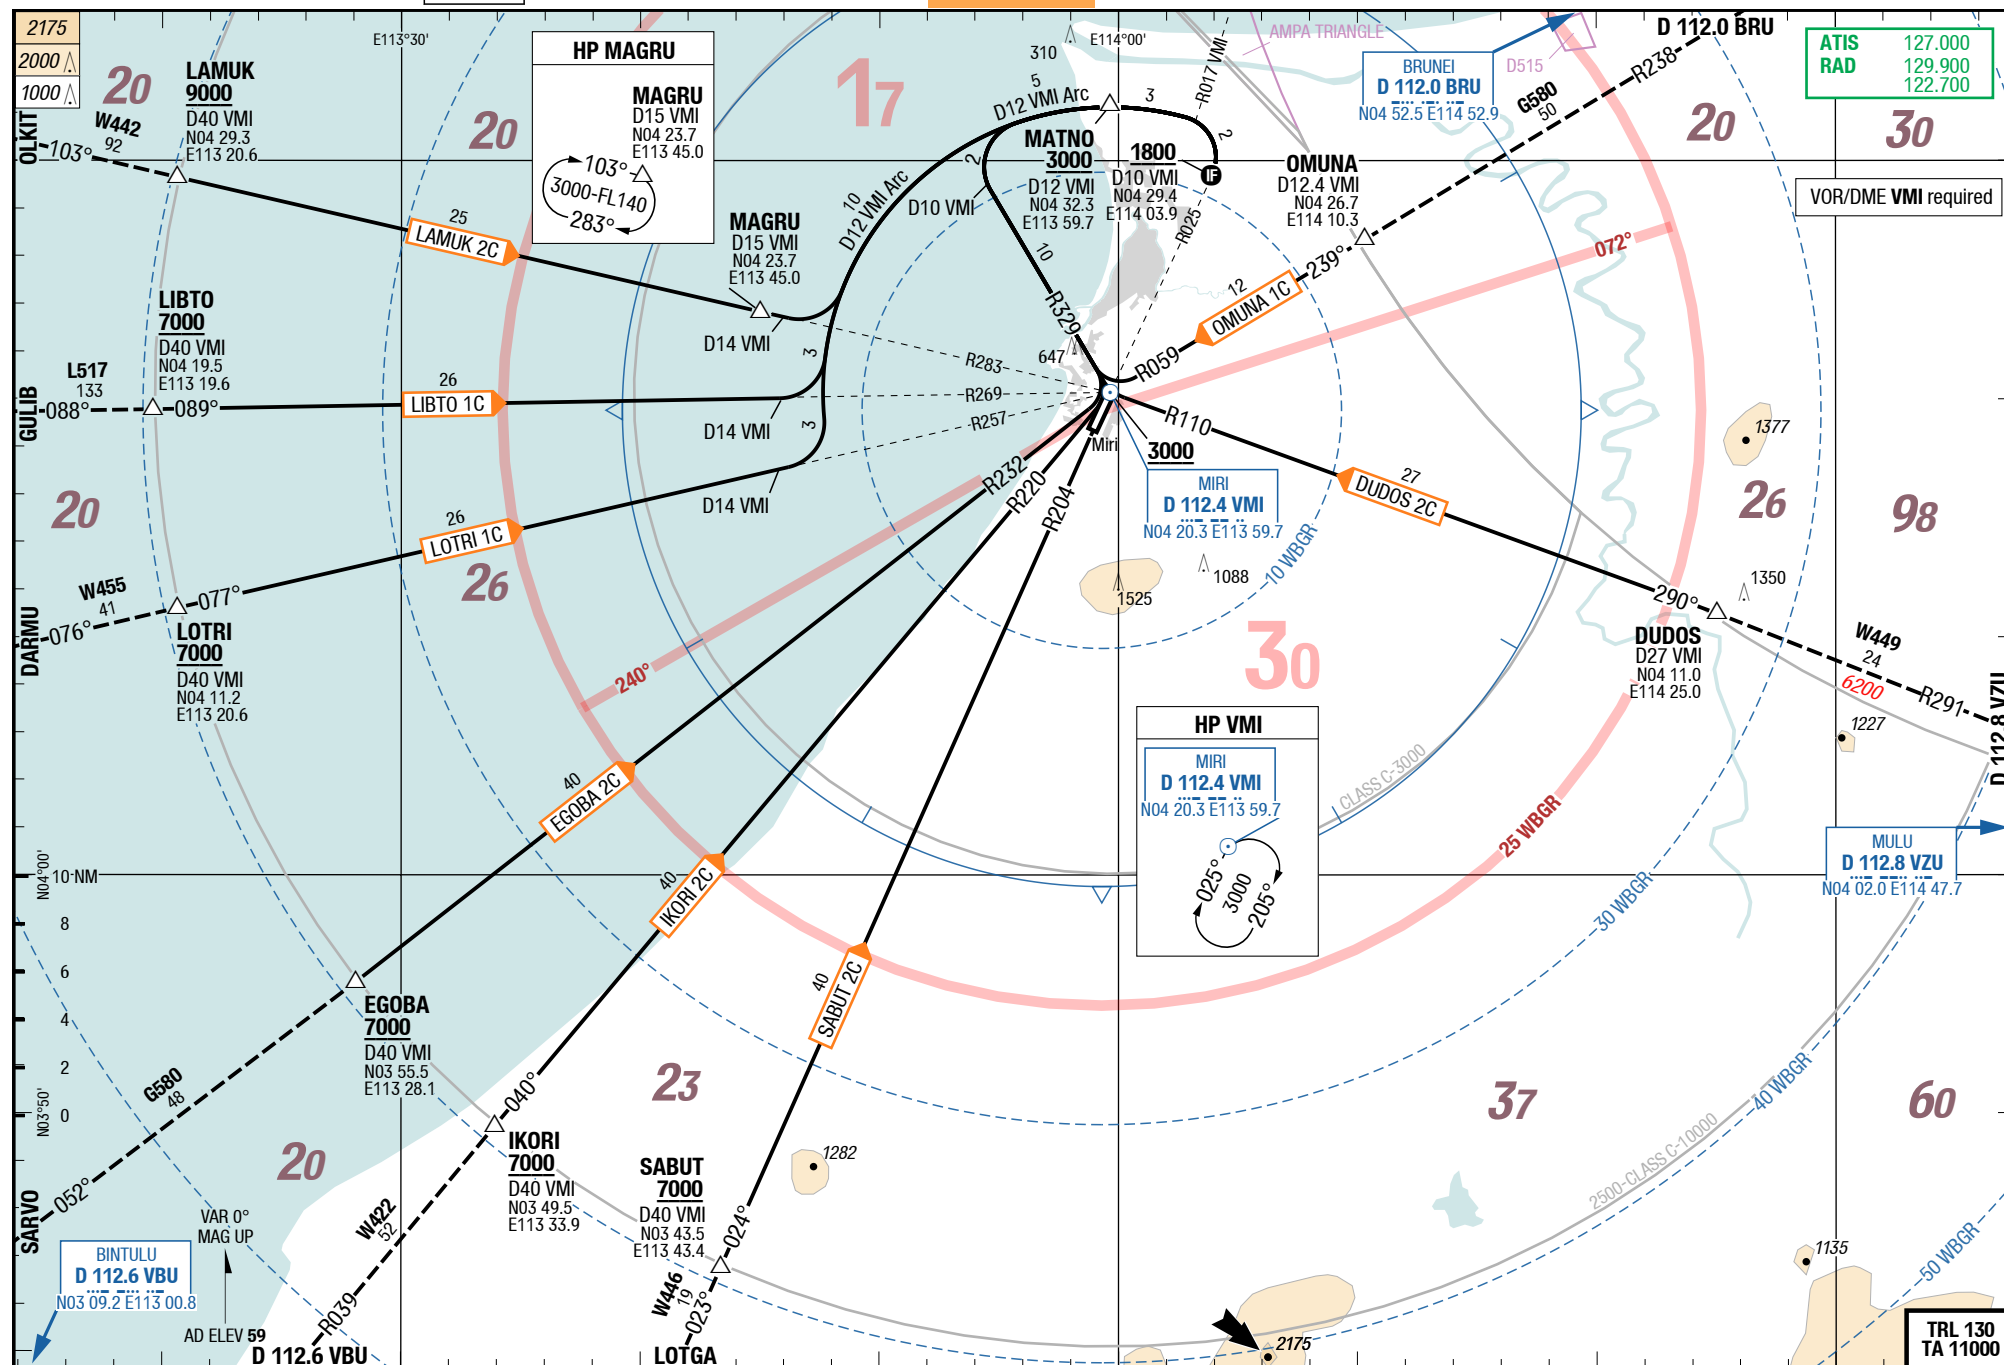 2175
2000
1000
20
LAMUK
9000
D40 VMI
N04 29.3
E113 20.6
OLKIT
W442
92
103°
E113°30'
20
HP MAGRU
MAGRU
D15 VMI
N04 23.7
E113 45.0
103°
3000-FL140
283°
17
310
E114°00'
5
D12 VMI Arc
3
R017 VMI
2
AMPA TRIANGLE
D515
BRUNEI
D 112.0 BRU
N04 52.5 E114 52.9
D 112.0 BRU
R238
G580
50
20
30
ATIS 127.000
RAD 129.900
122.700
VOR/DME VMI required
MATNO
3000
D12 VMI
N04 32.3
E113 59.7
1800
D10 VMI
N04 29.4
E114 03.9
IF
R025
OMUNA
D12.4 VMI
N04 26.7
E114 10.3
239°
072°
12
OMUNA 1C
R059
2
D10 VMI
10
R329
10
D12 VMI Arc
25
LAMUK 2C
MAGRU
D15 VMI
N04 23.7
E113 45.0
D14 VMI
3
R283
647
LIBTO
7000
D40 VMI
N04 19.5
E113 19.6
L517
133
GULIB
088°
089°
26
LIBTO 1C
D14 VMI
R269
3
R257
Miri
R110
3000
MIRI
D 112.4 VMI
N04 20.3 E113 59.7
10 WBGR
27
DUDOS 2C
1377
26
98
20
26
LOTRI 1C
26
D14 VMI
R232
R220
R204
1525
1088
W455
41
DARMU
076°
077°
LOTRI
7000
D40 VMI
N04 11.2
E113 20.6
240°
30
290°
1350
DUDOS
D27 VMI
N04 11.0
E114 25.0
W449
24
6200
R291
1227
D 112.8 VZU
HP VMI
MIRI
D 112.4 VMI
N04 20.3 E113 59.7
025°
3000
205°
CLASS C-3000
25 WBGR
MULU
D 112.8 VZU
N04 02.0 E114 47.7
30 WBGR
40
EGOBA 2C
40
IKORI 2C
40
SABUT 2C
N04°00'
10 NM
8
6
4
2
0
N03°50'
EGOBA
7000
D40 VMI
N03 55.5
E113 28.1
G580
48
052°
SARVO
20
23
37
60
40 WBGR
040°
IKORI
7000
D40 VMI
N03 49.5
E113 33.9
W422
52
R039
D 112.6 VBU
SABUT
7000
D40 VMI
N03 43.5
E113 43.4
024°
W446
19
023°
LOTGA
1282
2500-CLASS C-10000
VAR 0°
MAG UP
AD ELEV 59
BINTULU
D 112.6 VBU
N03 09.2 E113 00.8
2175
1135
50 WBGR
TRL 130
TA 11000